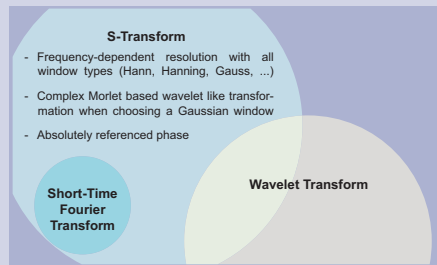 S-Transform
- Frequency-dependent resolution with all
window types (Hann, Hanning, Gauss, ...)
- Complex Morlet based wavelet like transfor-
mation when choosing a Gaussian window
- Absolutely referenced phase
Wavelet Transform
Short-Time
Fourier
Transform